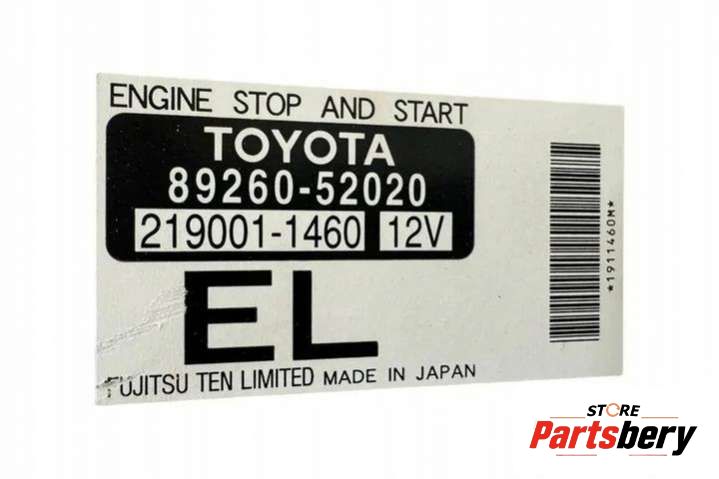 ENGINE STOP AND START
TOYOTA
89260-52020
219001-1460 12V
EL
FUJITSU TEN LIMITED MADE IN JAPAN
*1911460M*
STORE
Partsbery